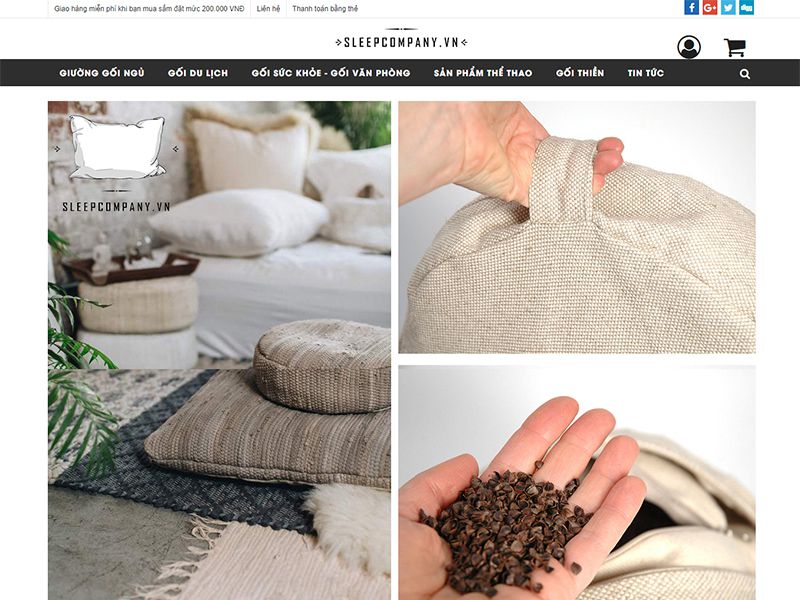 Giao hàng miễn phí khi bạn mua sắm đặt mức 200.000 VNĐ
Liên hệ
Thanh toán bằng thẻ
SLEEPCOMPANY.VN
GIƯỜNG GỐI NGỦ
GỐI DU LỊCH
GỐI SỨC KHỎE - GỐI VĂN PHÒNG
SẢN PHẨM THỂ THAO
GỐI THIỀN
TIN TỨC
SLEEPCOMPANY.VN